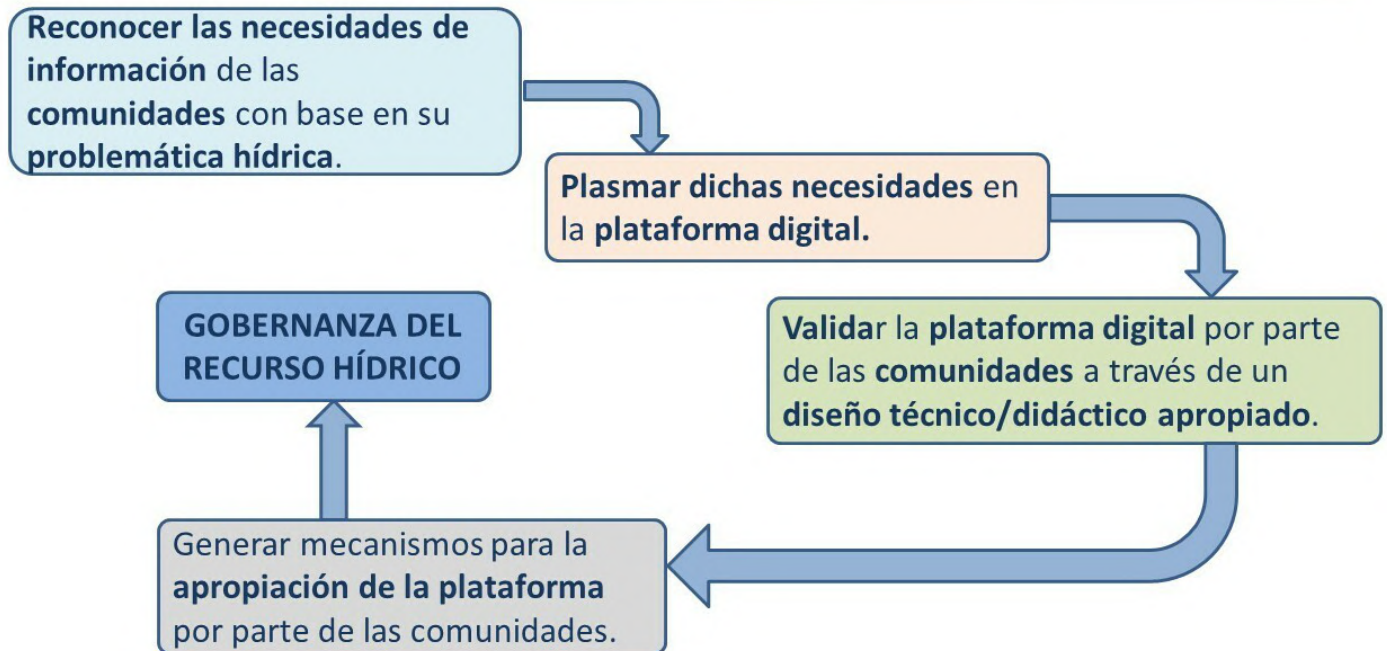 Reconocer las necesidades de
información de las
comunidades con base en su
problemática hídrica.
Plasmar dichas necesidades en
la plataforma digital.
Validar la plataforma digital por parte
de las comunidades a través de un
diseño técnico/didáctico apropiado.
Generar mecanismos para la
apropiación de la plataforma
por parte de las comunidades.
GOBERNANZA DEL
RECURSO HÍDRICO